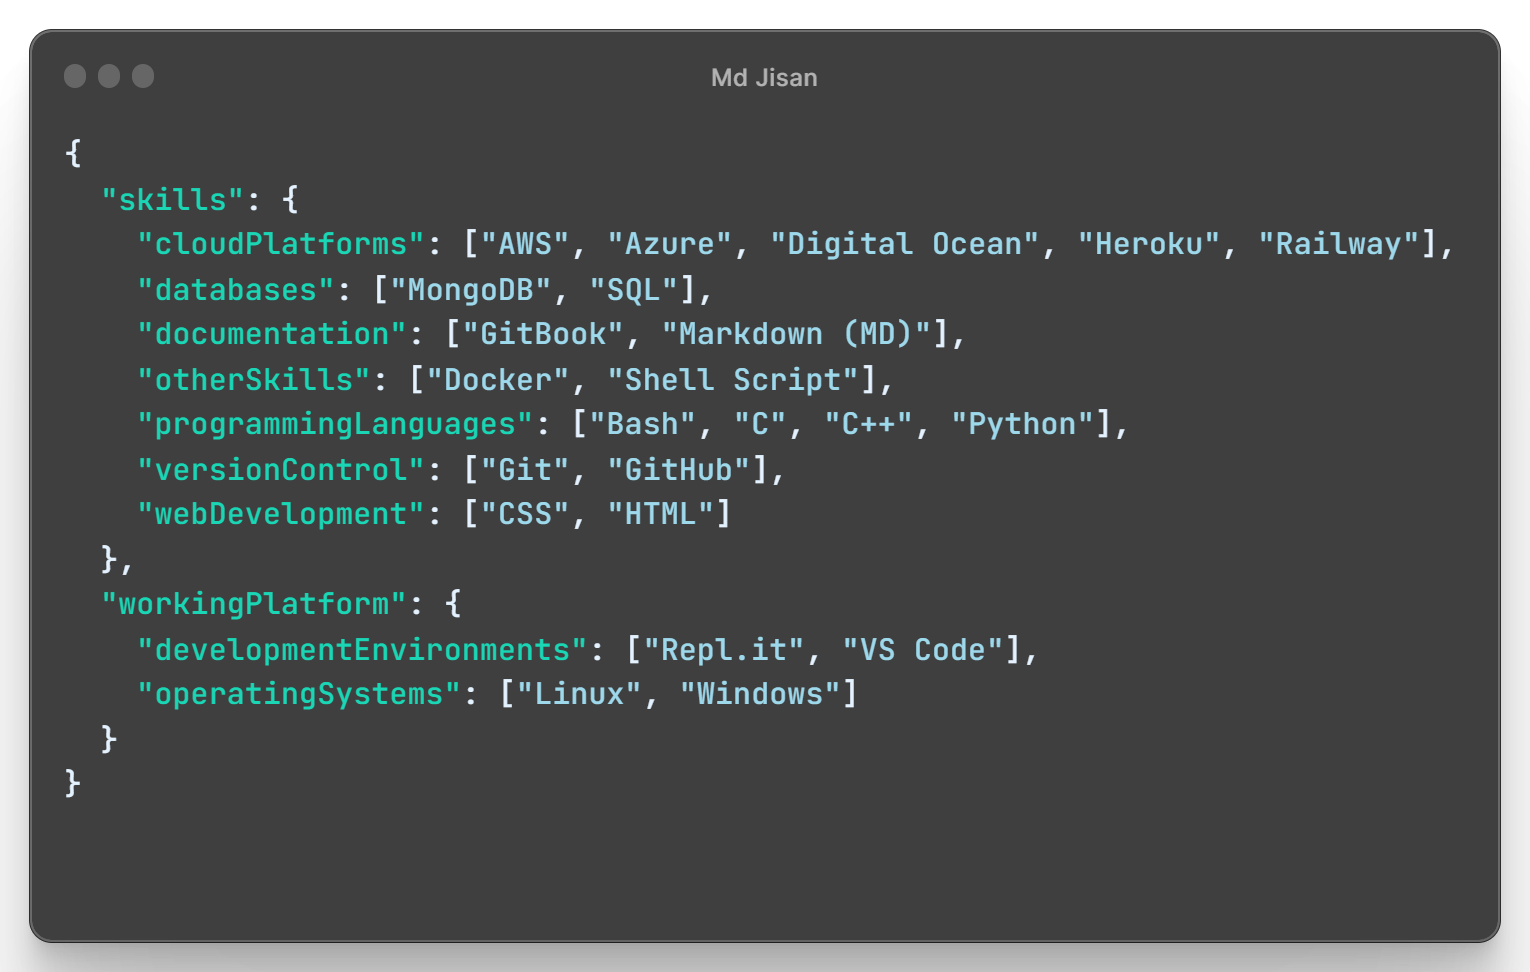 Md Jisan
{
  "skills": {
    "cloudPlatforms": ["AWS", "Azure", "Digital Ocean", "Heroku", "Railway"],
    "databases": ["MongoDB", "SQL"],
    "documentation": ["GitBook", "Markdown (MD)"],
    "otherSkills": ["Docker", "Shell Script"],
    "programmingLanguages": ["Bash", "C", "C++", "Python"],
    "versionControl": ["Git", "GitHub"],
    "webDevelopment": ["CSS", "HTML"]
  },
  "workingPlatform": {
    "developmentEnvironments": ["Repl.it", "VS Code"],
    "operatingSystems": ["Linux", "Windows"]
  }
}